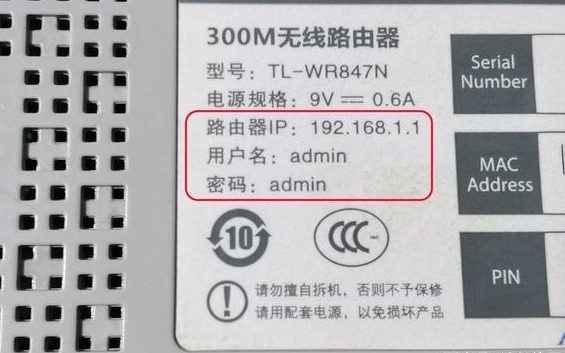 300M无线路由器
型号：TL-WR847N
电源规格：9V ⎓ 0.6A
路由器IP：192.168.1.1
用户名：admin
密码：admin
Serial
Number
MAC
Address
PIN
10
CCC
请勿擅自拆机，否则不予保修
请用配套电源，以免损坏产品